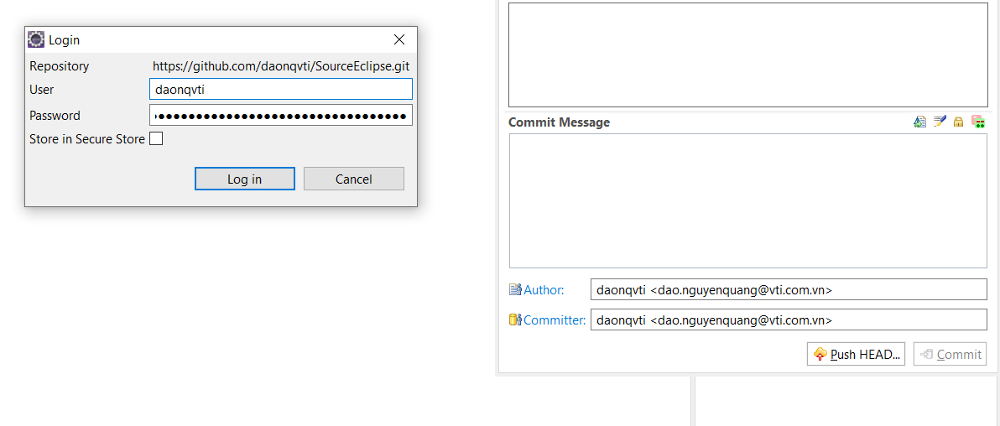 Login
Repository https://github.com/daonqvti/SourceEclipse.git
User daonqvti
Password ●●●●●●●●●●●●●●●●●●●●●●●●●●●●●●●●●●
Store in Secure Store
Log in Cancel
Commit Message
Author: daonqvti <dao.nguyenquang@vti.com.vn>
Committer: daonqvti <dao.nguyenquang@vti.com.vn>
Push HEAD... Commit